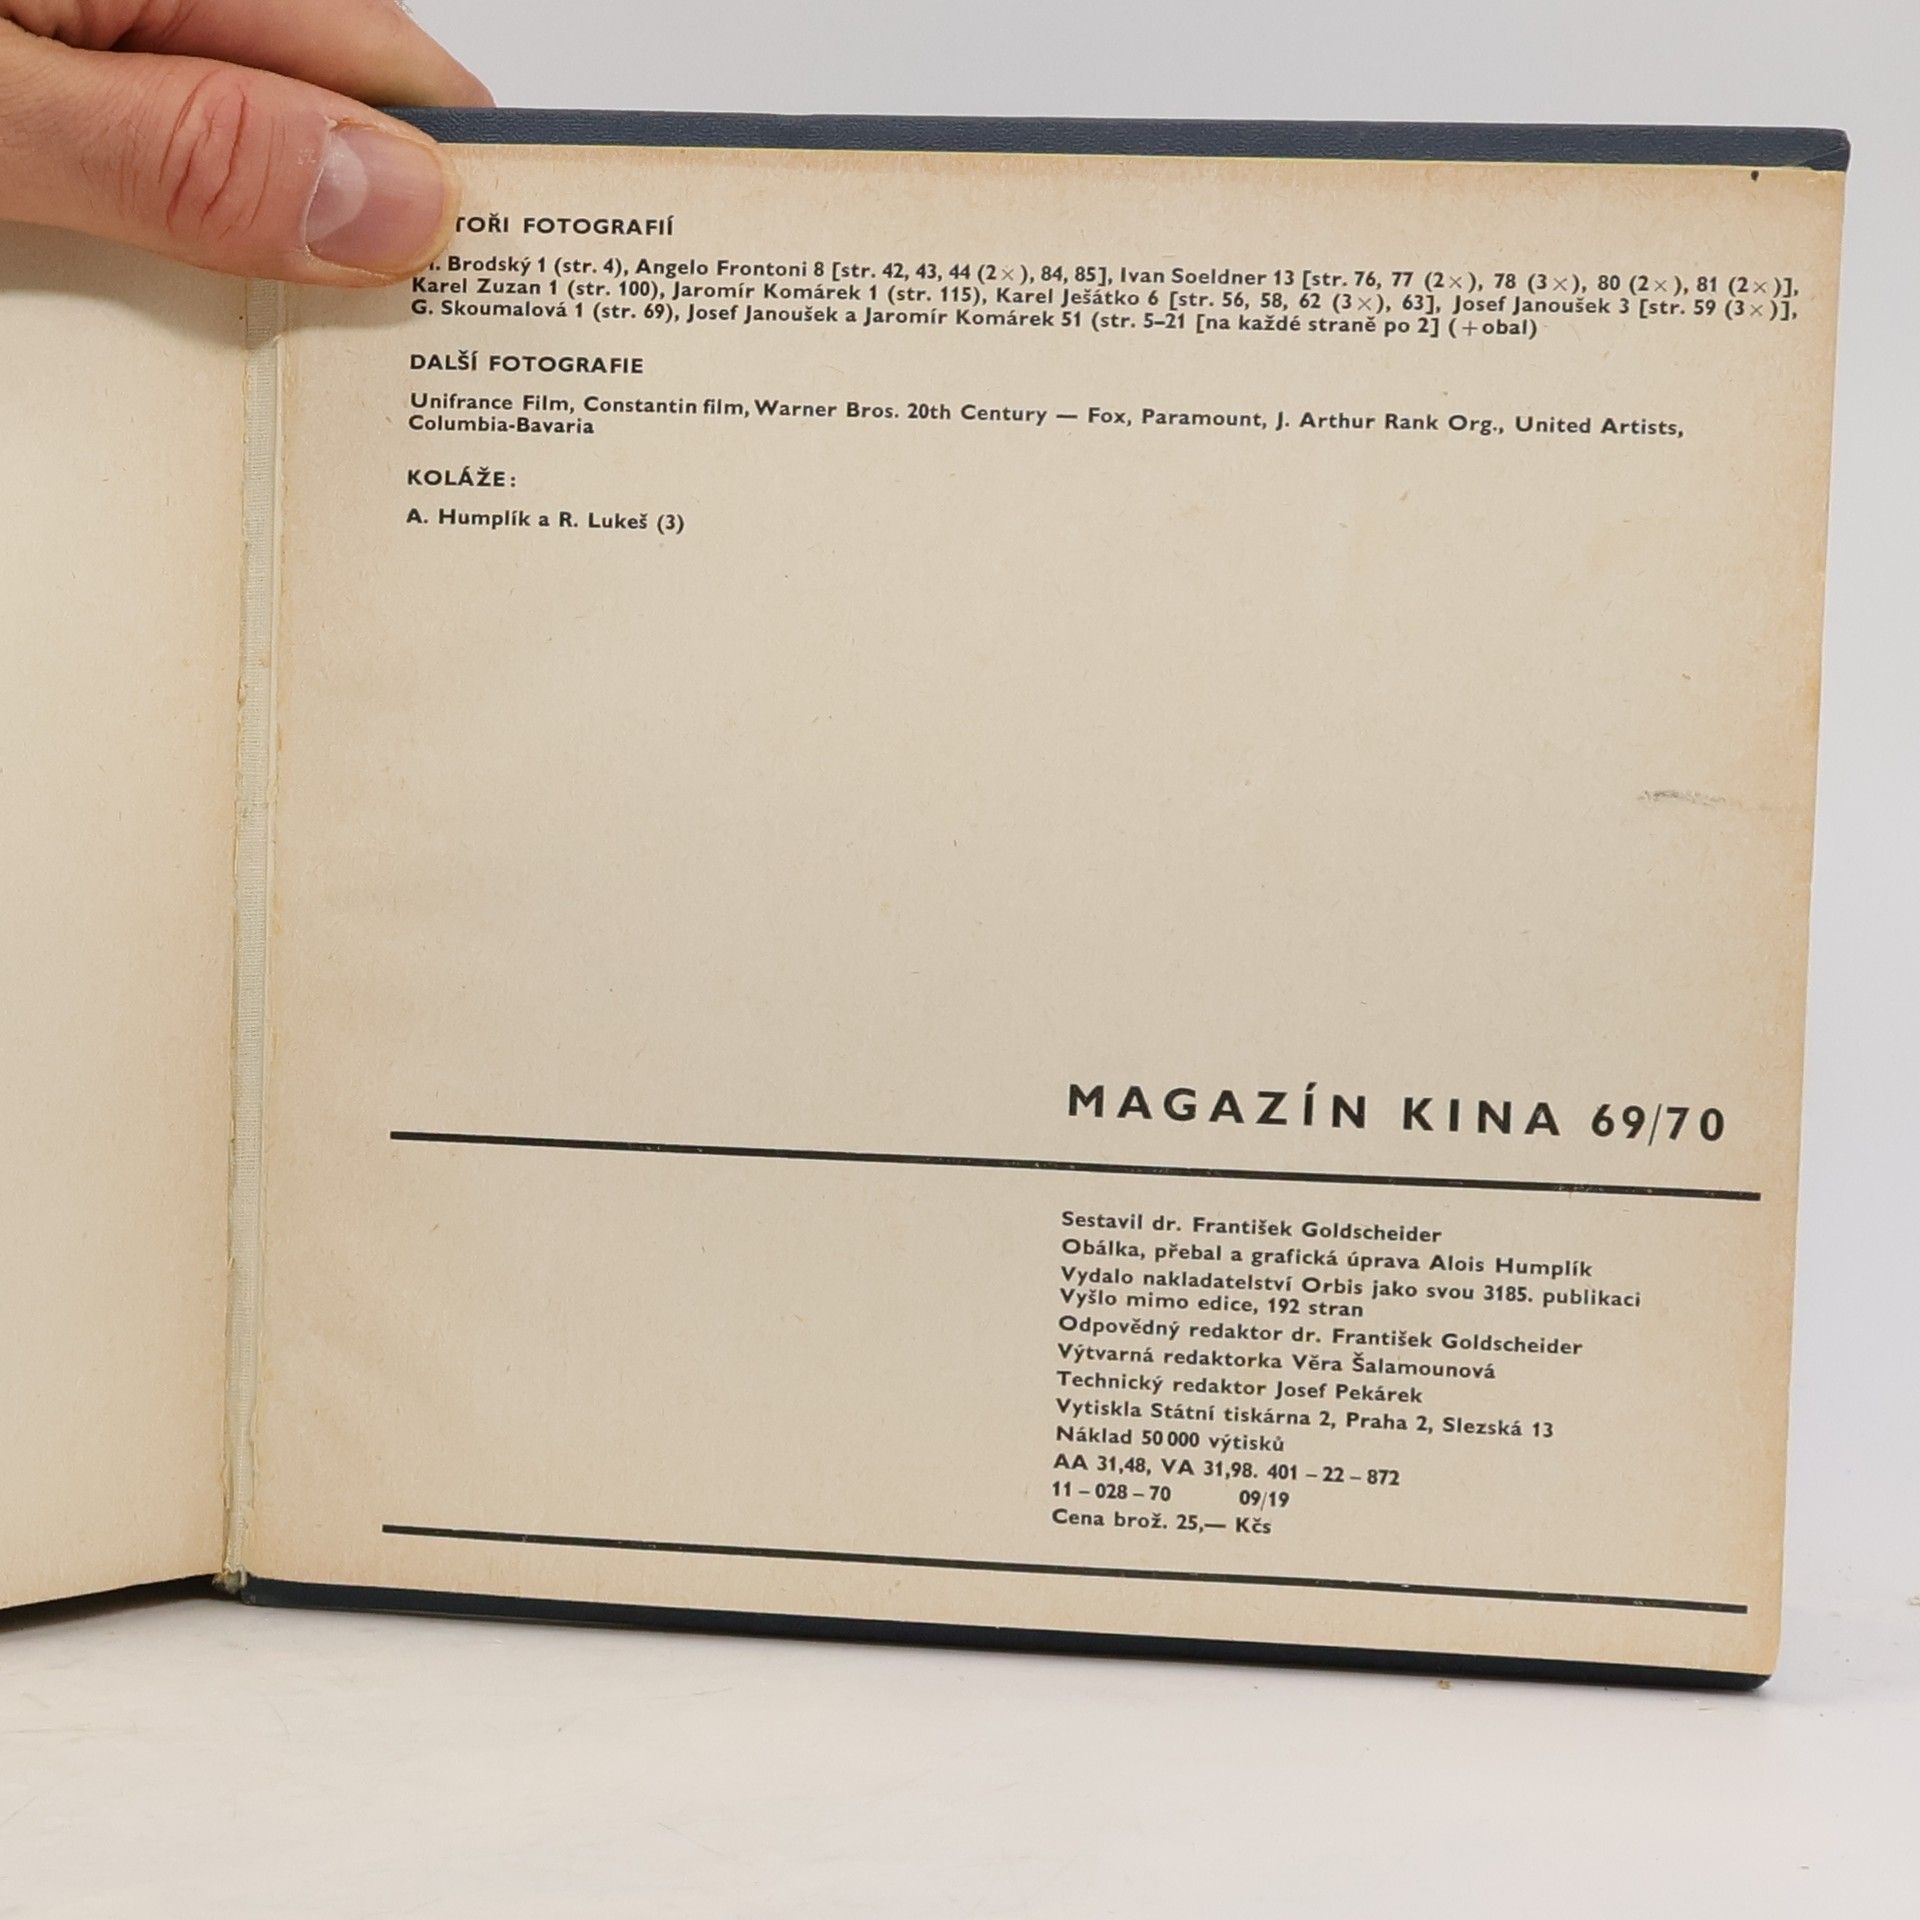 TOŘI FOTOGRAFIÍ
Brodský 1 (str. 4), Angelo Frontoni 8 [str. 42, 43, 44 (2×), 84, 85], Ivan Soeldner 13 [str. 76, 77 (2×), 78 (3×), 80 (2×), 81 (2×)],
Karel Zuzan 1 (str. 100), Jaromír Komárek 1 (str. 115), Karel Ješátko 6 [str. 56, 58, 62 (3×), 63], Josef Janoušek 3 [str. 59 (3×)],
G. Skoumalová 1 (str. 69), Josef Janoušek a Jaromír Komárek 51 (str. 5–21 [na každé straně po 2] (+obal)
DALŠÍ FOTOGRAFIE
Unifrance Film, Constantin film, Warner Bros. 20th Century — Fox, Paramount, J. Arthur Rank Org., United Artists,
Columbia-Bavaria
KOLÁŽE:
A. Humplík a R. Lukeš (3)
MAGAZÍN KINA 69/70
Sestavil dr. František Goldscheider
Obálka, přebal a grafická úprava Alois Humplík
Vydalo nakladatelství Orbis jako svou 3185. publikaci
Vyšlo mimo edice, 192 stran
Odpovědný redaktor dr. František Goldscheider
Výtvarná redaktorka Věra Šalamounová
Technický redaktor Josef Pekárek
Vytiskla Státní tiskárna 2, Praha 2, Slezská 13
Náklad 50 000 výtisků
AA 31,48, VA 31,98. 401 – 22 – 872
11 – 028 – 70 09/19
Cena brož. 25,— Kčs